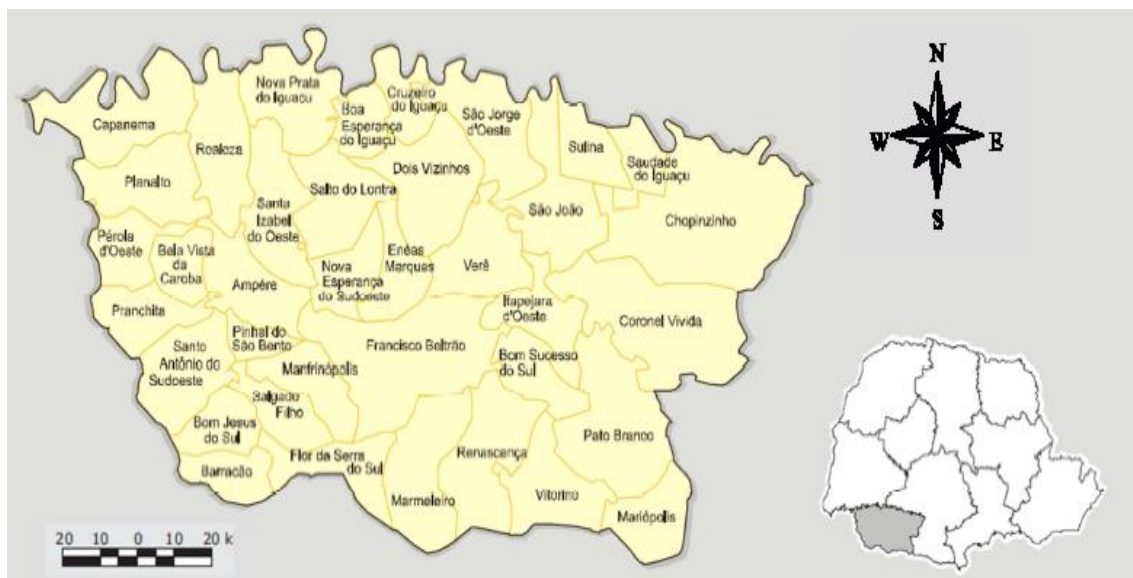 Nova Prata
do Iguaçu
Cruzeiro
do Iguaçu
Boa
Esperança
do Iguaçu
São Jorge
d'Oeste
Capanema
Realeza
Sulina
Saudade
do Iguaçu
Planalto
Dois Vizinhos
Salto do Lontra
Santa
Izabel
do Oeste
São João
Chopinzinho
Pérola
d'Oeste
Bela Vista
da
Caroba
Ampére
Nova
Esperança
do Sudoeste
Enéas
Marques
Verê
Pranchita
Itapejara
d'Oeste
Coronel Vivida
Santo
Antônio do
Sudoeste
Pinhal do
São Bento
Manfrinópolis
Francisco Beltrão
Bom Sucesso
do Sul
Salgado
Filho
Bom Jesus
do Sul
Pato Branco
Barracão
Flor da Serra
do Sul
Renascença
Marmeleiro
Vitorino
Mariópolis
N
W
E
S
20 10 0 10 20 k